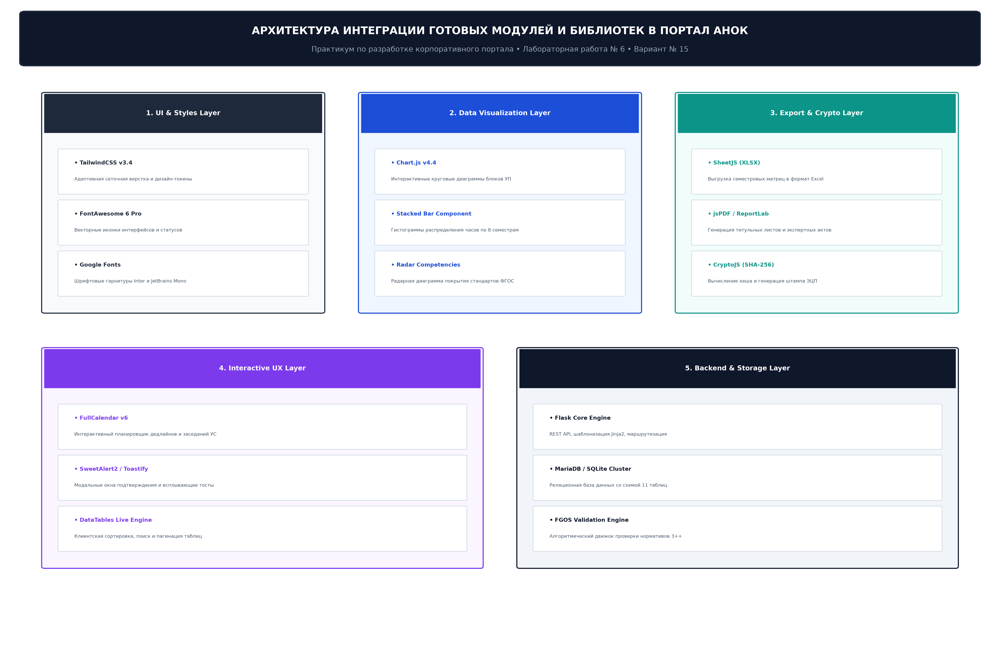 АРХИТЕКТУРА ИНТЕГРАЦИИ ГОТОВЫХ МОДУЛЕЙ И БИБЛИОТЕК В ПОРТАЛ АНОК
Практикум по разработке корпоративного портала • Лабораторная работа № 6 • Вариант № 15
1. UI & Styles Layer
• TailwindCSS v3.4
Адаптивная сеточная верстка и дизайн-токены
• FontAwesome 6 Pro
Векторные иконки интерфейсов и статусов
• Google Fonts
Шрифтовые гарнитуры Inter и JetBrains Mono
2. Data Visualization Layer
• Chart.js v4.4
Интерактивные круговые диаграммы блоков УП
• Stacked Bar Component
Гистограммы распределения часов по 8 семестрам
• Radar Competencies
Радарная диаграмма покрытия стандартов ФГОС
3. Export & Crypto Layer
• SheetJS (XLSX)
Выгрузка семестровых матриц в формат Excel
• jsPDF / ReportLab
Генерация титульных листов и экспертных актов
• CryptoJS (SHA-256)
Вычисление хеша и генерация штампа ЭЦП
4. Interactive UX Layer
• FullCalendar v6
Интерактивный планировщик дедлайнов и заседаний УС
• SweetAlert2 / Toastify
Модальные окна подтверждения и всплывающие тосты
• DataTables Live Engine
Клиентская сортировка, поиск и пагинация таблиц
5. Backend & Storage Layer
• Flask Core Engine
REST API, шаблонизация Jinja2, маршрутизация
• MariaDB / SQLite Cluster
Реляционная база данных со схемой 11 таблиц
• FGOS Validation Engine
Алгоритмический движок проверки нормативов 3++